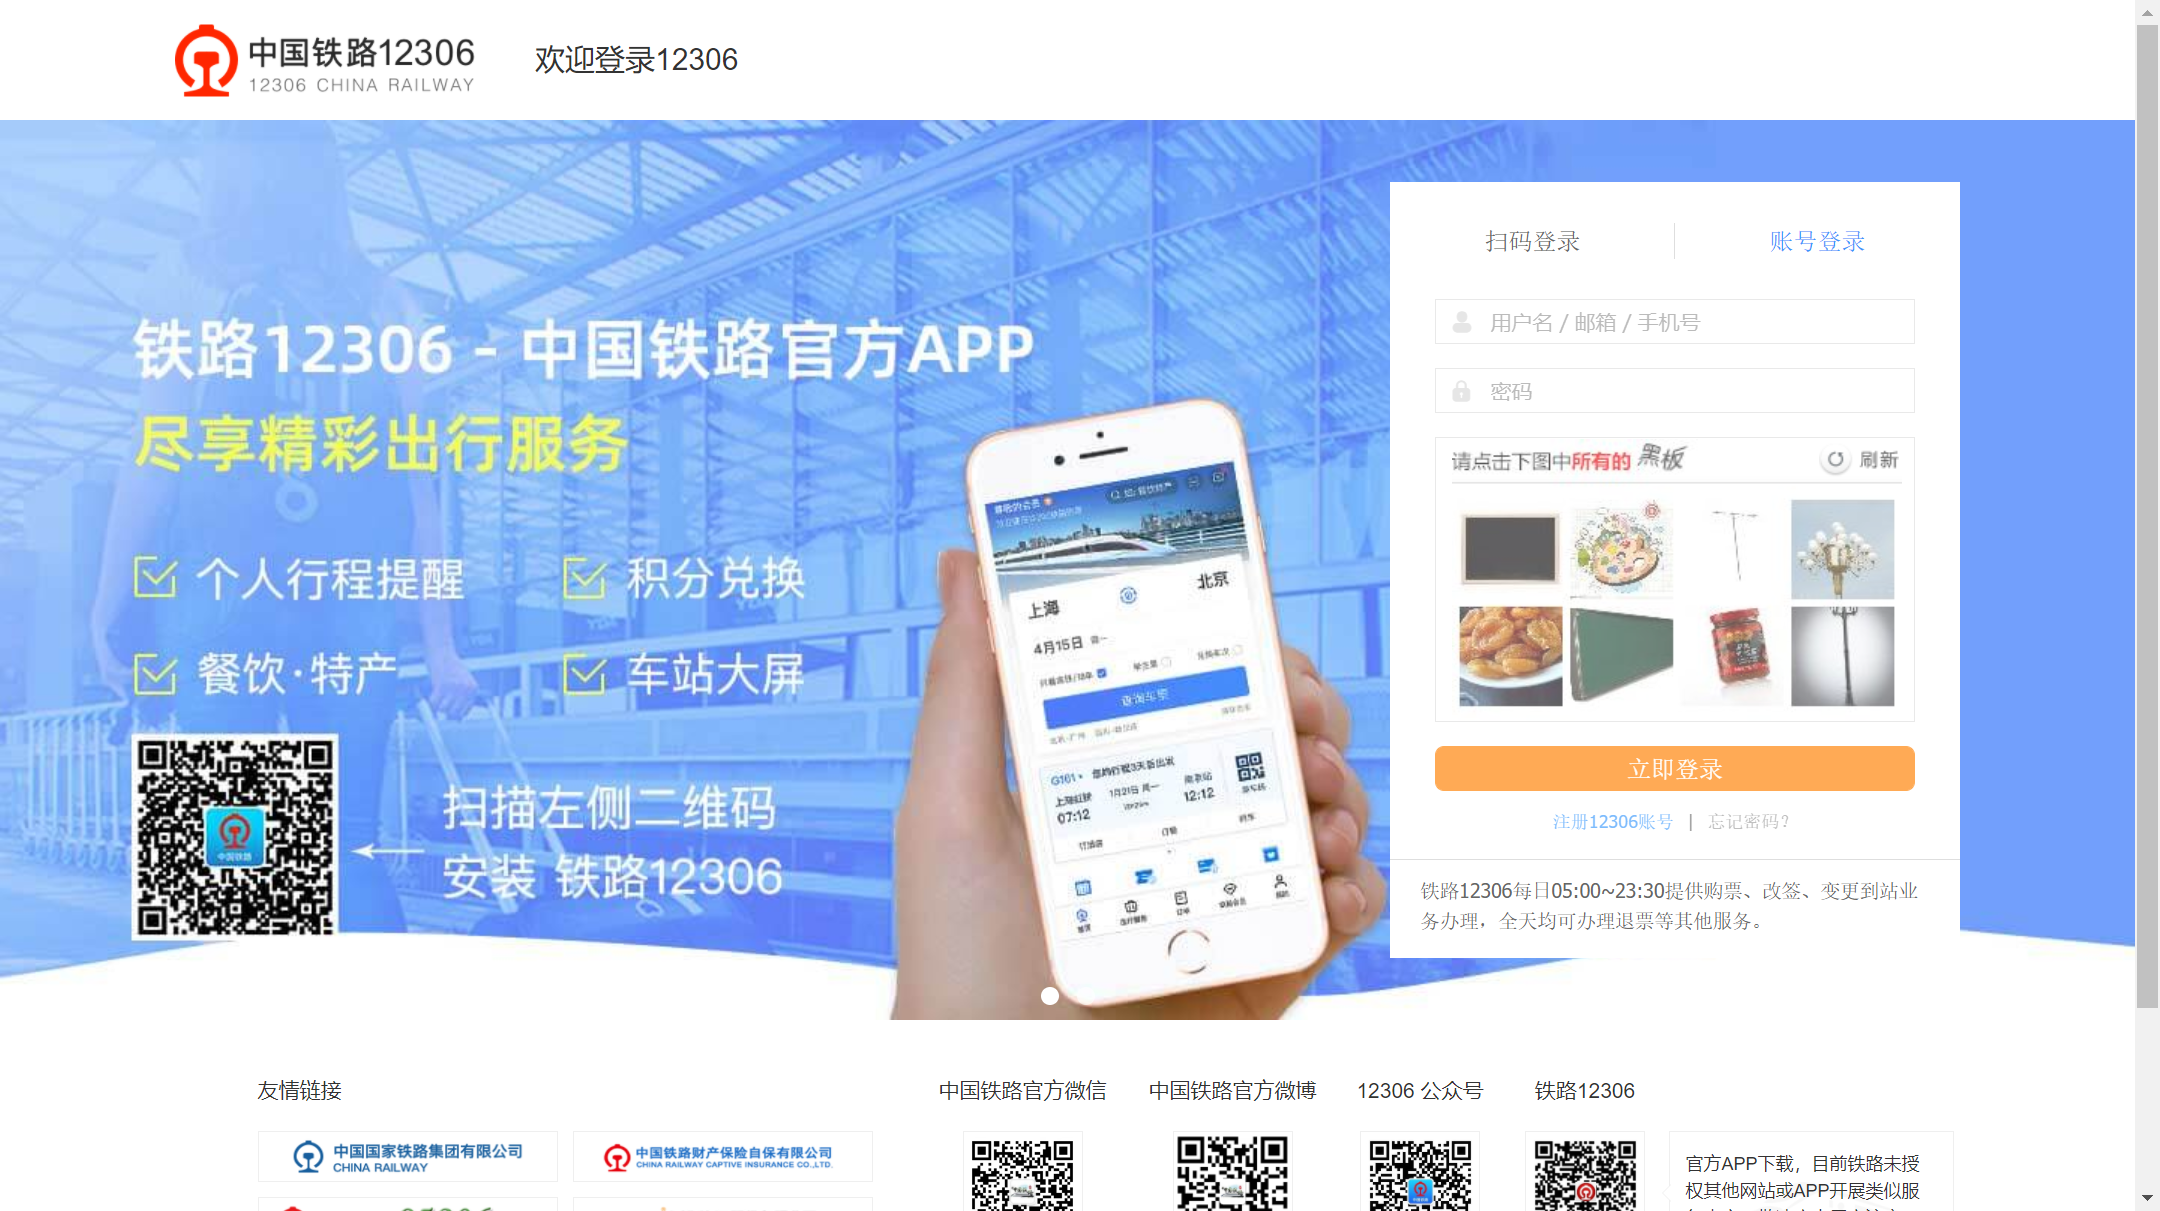 中国铁路12306
12306 CHINA RAILWAY
欢迎登录12306
扫码登录
账号登录
用户名 / 邮箱 / 手机号
密码
请点击下图中所有的 黑板
刷新
立即登录
注册12306账号 | 忘记密码?
铁路12306每日05:00~23:30提供购票、改签、变更到站业
务办理，全天均可办理退票等其他服务。
铁路12306 - 中国铁路官方APP
尽享精彩出行服务
个人行程提醒
积分兑换
餐饮·特产
车站大屏
扫描左侧二维码
安装 铁路12306
上海
北京
4月15日 周一
查询车票
G161
07:12
12:12
友情链接
中国国家铁路集团有限公司
CHINA RAILWAY
中国铁路财产保险自保有限公司
CHINA RAILWAY CAPTIVE INSURANCE CO.,LTD.
中国铁路官方微信
中国铁路官方微博
12306 公众号
铁路12306
官方APP下载，目前铁路未授
权其他网站或APP开展类似服